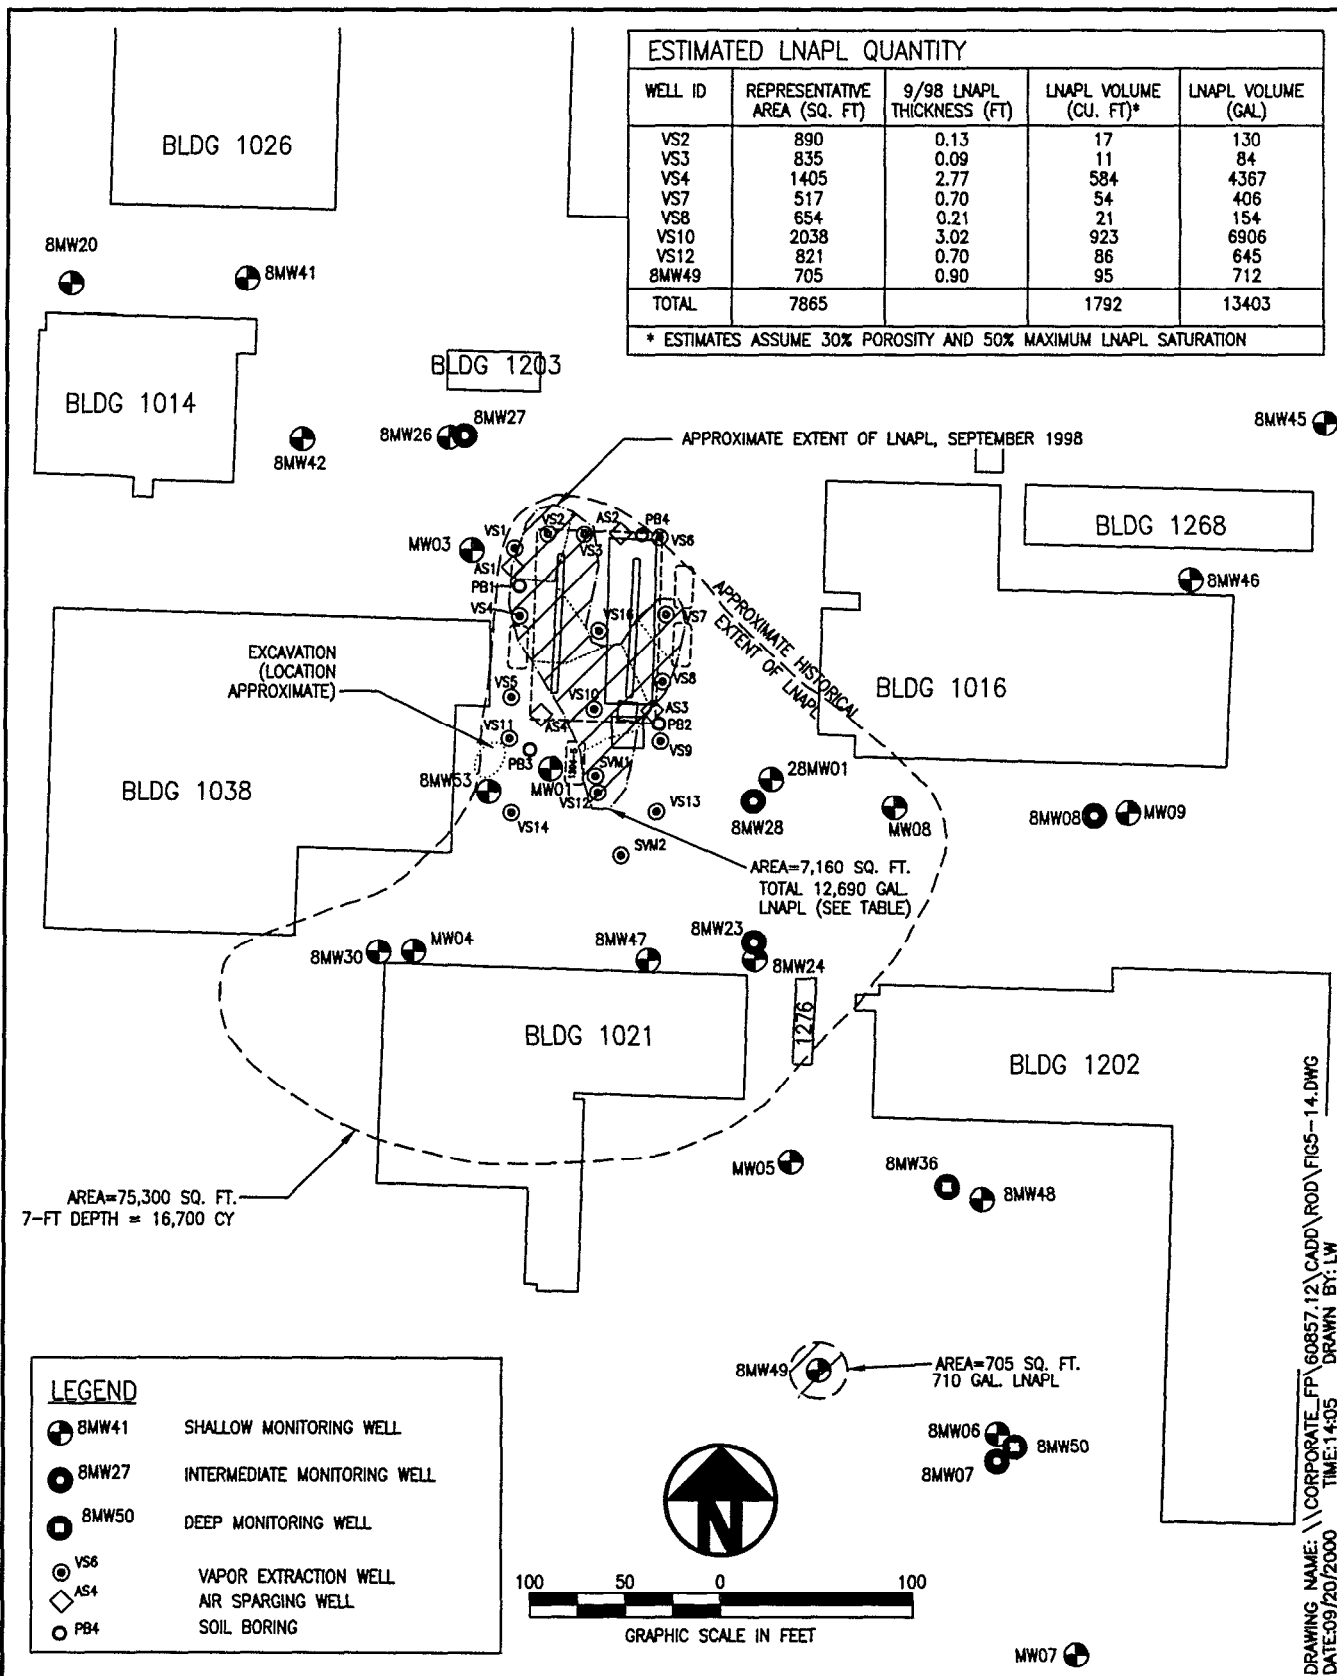 ESTIMATED LNAPL QUANTITY
WELL ID REPRESENTATIVE AREA (SQ. FT) 9/98 LNAPL THICKNESS (FT) LNAPL VOLUME (CU. FT)* LNAPL VOLUME (GAL)
VS2 890 0.13 17 130
VS3 835 0.09 11 84
VS4 1405 2.77 584 4367
VS7 517 0.70 54 406
VS8 654 0.21 21 154
VS10 2038 3.02 923 6906
VS12 821 0.70 86 645
8MW49 705 0.90 95 712
TOTAL 7865 1792 13403
* ESTIMATES ASSUME 30% POROSITY AND 50% MAXIMUM LNAPL SATURATION
BLDG 1026
8MW20
8MW41
BLDG 1203
BLDG 1014
8MW26
8MW27
8MW42
8MW45
APPROXIMATE EXTENT OF LNAPL, SEPTEMBER 1998
BLDG 1268
8MW46
MW03
VS1
VS2
VS3
AS2
PB4
VS6
AS1
PB1
VS4
VS16
VS7
APPROXIMATE HISTORICAL
EXTENT OF LNAPL
EXCAVATION
(LOCATION
APPROXIMATE)
VS5
VS10
VS8
BLDG 1016
AS4
AS3
PB2
VS11
VS9
PB3
MW01
SVM1
VS12
8MW53
BLDG 1038
VS14
VS13
28MW01
8MW28
MW08
8MW08
MW09
SVM2
AREA=7,160 SQ. FT.
TOTAL 12,690 GAL.
LNAPL (SEE TABLE)
8MW30
MW04
8MW47
8MW23
8MW24
1276
BLDG 1021
BLDG 1202
MW05
8MW36
8MW48
AREA=75,300 SQ. FT.
7-FT DEPTH = 16,700 CY
8MW49
AREA=705 SQ. FT.
710 GAL. LNAPL
8MW06
8MW50
8MW07
LEGEND
8MW41 SHALLOW MONITORING WELL
8MW27 INTERMEDIATE MONITORING WELL
8MW50 DEEP MONITORING WELL
VS6 VAPOR EXTRACTION WELL
AS4 AIR SPARGING WELL
PB4 SOIL BORING
N
100 50 0 100
GRAPHIC SCALE IN FEET
MW07
DRAWING NAME: \\CORPORATE_FP\60857.12\CADD\ROD\FIG5-14.DWG
DATE:09/20/2000 TIME:14:05 DRAWN BY: LW